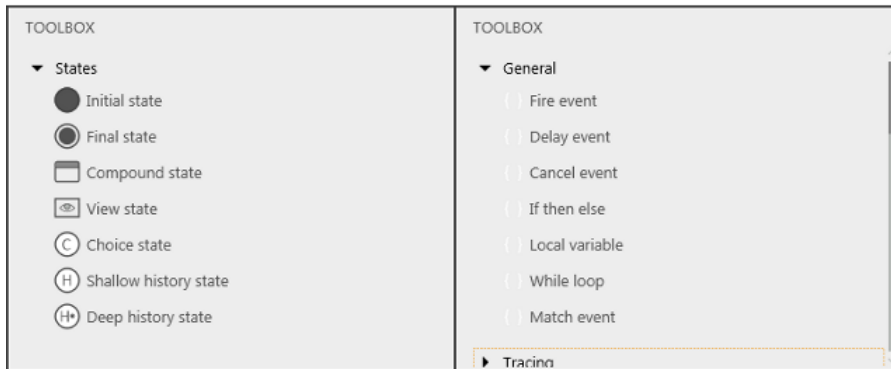 TOOLBOX
States
Initial state
Final state
Compound state
View state
C Choice state
H Shallow history state
H• Deep history state
TOOLBOX
General
Fire event
Delay event
Cancel event
If then else
Local variable
While loop
Match event
Tracing